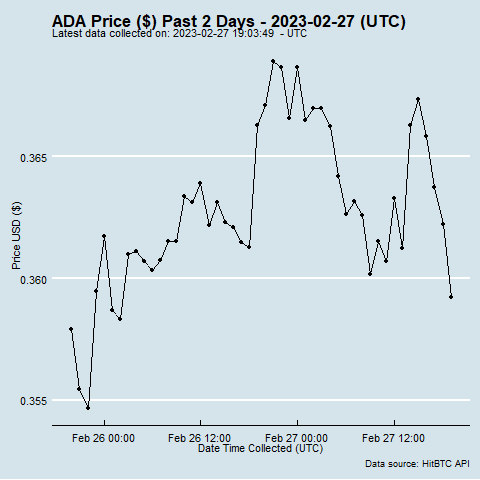 ADA Price ($) Past 2 Days - 2023-02-27 (UTC)
Latest data collected on: 2023-02-27 19:03:49  - UTC
Price USD ($)
0.365
0.360
0.355
Feb 26 00:00
Feb 26 12:00
Feb 27 00:00
Feb 27 12:00
Date Time Collected (UTC)
Data source: HitBTC API